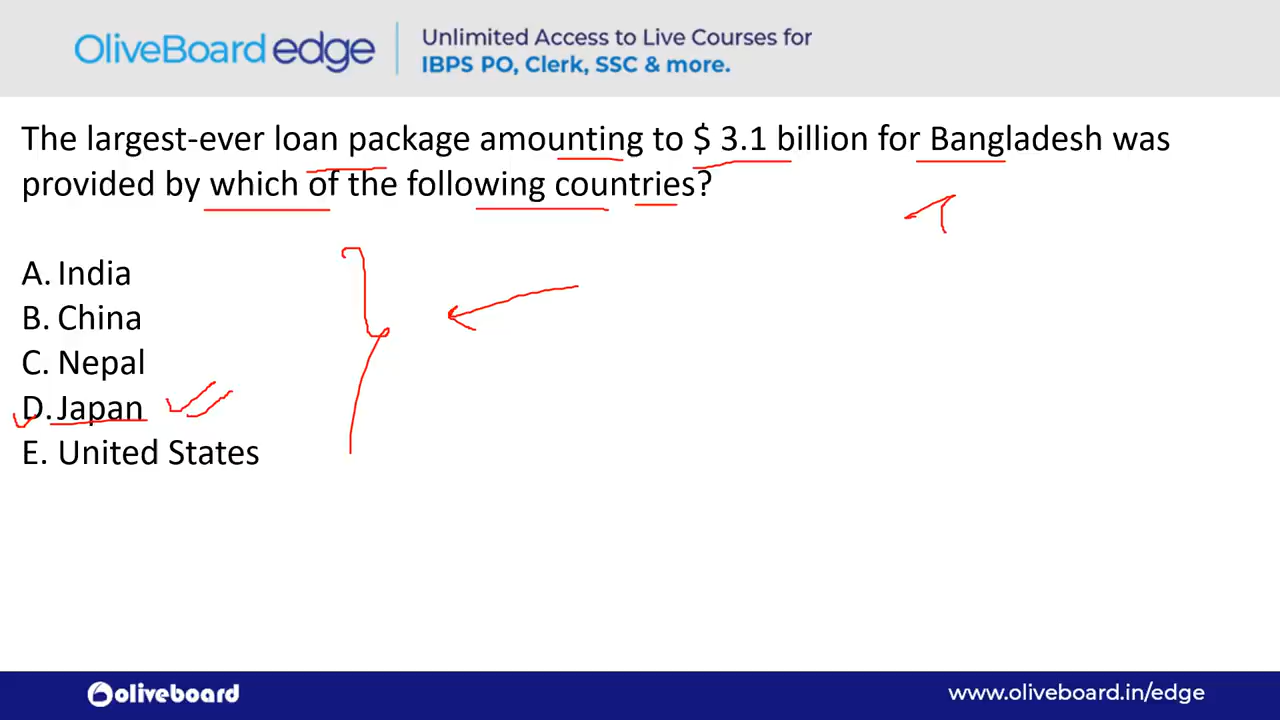 OliveBoard edge
Unlimited Access to Live Courses for
IBPS PO, Clerk, SSC & more.
The largest-ever loan package amounting to $ 3.1 billion for Bangladesh was
provided by which of the following countries?
A. India
B. China
C. Nepal
D. Japan
E. United States
oliveboard
www.oliveboard.in/edge